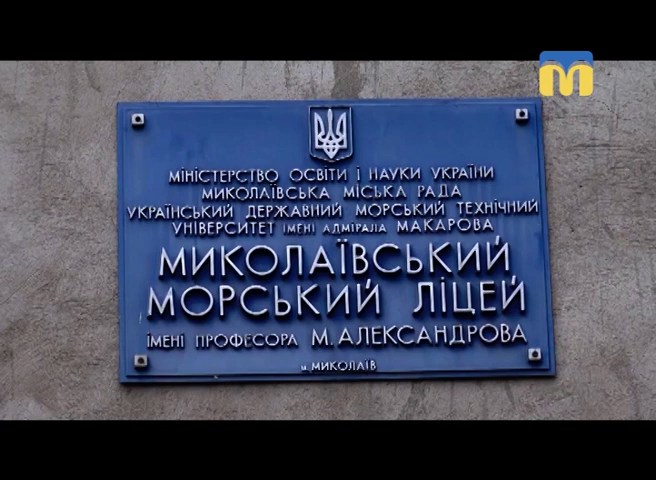 М
МІНІСТЕРСТВО ОСВІТИ І НАУКИ УКРАЇНИ
МИКОЛАЇВСЬКА МІСЬКА РАДА
УКРАЇНСЬКИЙ ДЕРЖАВНИЙ МОРСЬКИЙ ТЕХНІЧНИЙ
УНІВЕРСИТЕТ ІМЕНІ АДМІРАЛА МАКАРОВА
МИКОЛАЇВСЬКИЙ
МОРСЬКИЙ ЛІЦЕЙ
ІМЕНІ ПРОФЕСОРА М. АЛЕКСАНДРОВА
м. МИКОЛАЇВ